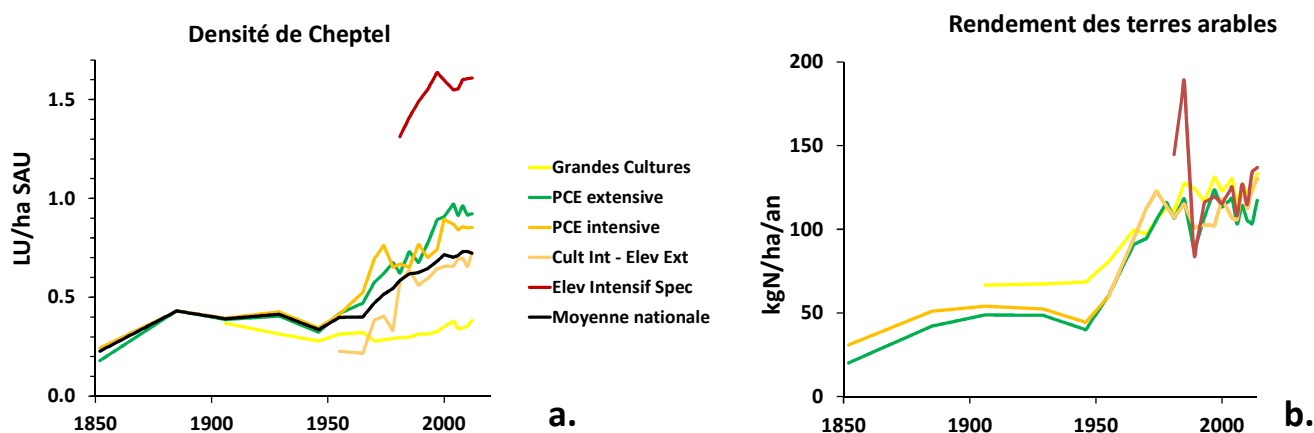 Densité de Cheptel
LU/ha SAU
1.5
1.0
0.5
0.0
1850
1900
1950
2000
a.
Grandes Cultures
PCE extensive
PCE intensive
Cult Int - Elev Ext
Elev Intensif Spec
Moyenne nationale
Rendement des terres arables
kgN/ha/an
200
150
100
50
0
1850
1900
1950
2000
b.